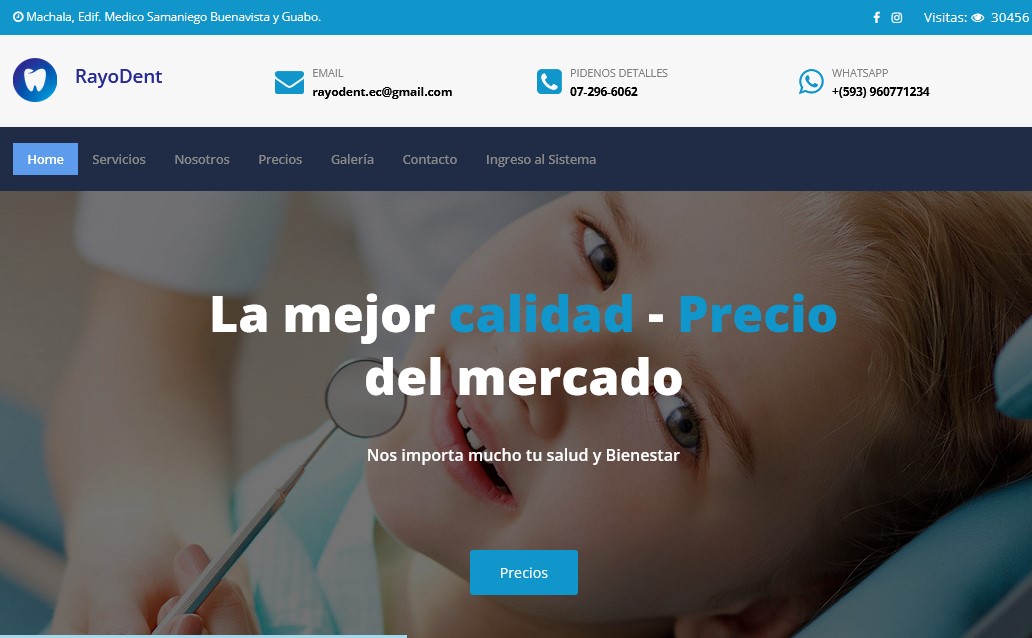 Machala, Edif. Medico Samaniego Buenavista y Guabo.
Visitas: 30456
RayoDent
EMAIL
rayodent.ec@gmail.com
PIDENOS DETALLES
07-296-6062
WHATSAPP
+(593) 960771234
Home Servicios Nosotros Precios Galería Contacto Ingreso al Sistema
La mejor calidad - Precio
del mercado
Nos importa mucho tu salud y Bienestar
Precios